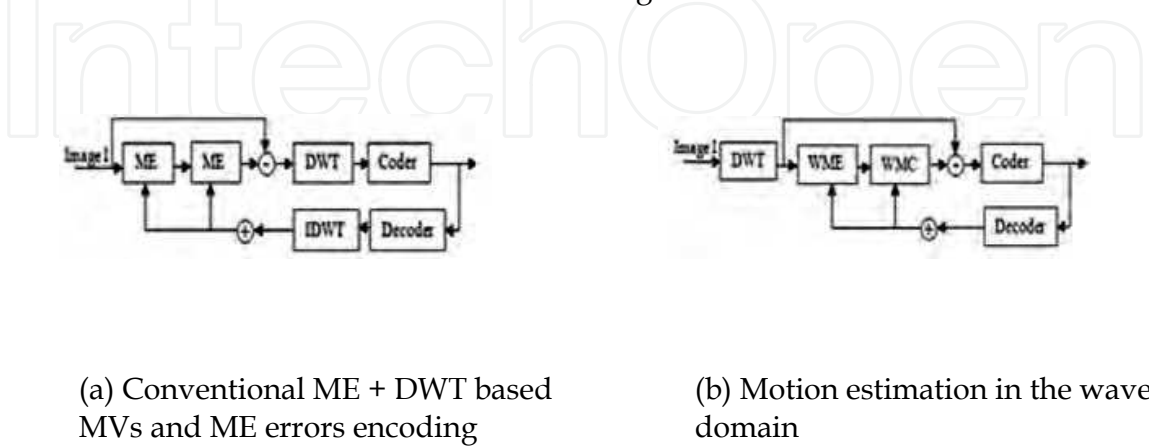 IntechOpen
Image I ME ME - DWT Coder
+ IDWT Decoder
Image I DWT WME WMC - Coder
+ Decoder
(a) Conventional ME + DWT based
MVs and ME errors encoding
(b) Motion estimation in the wave
domain